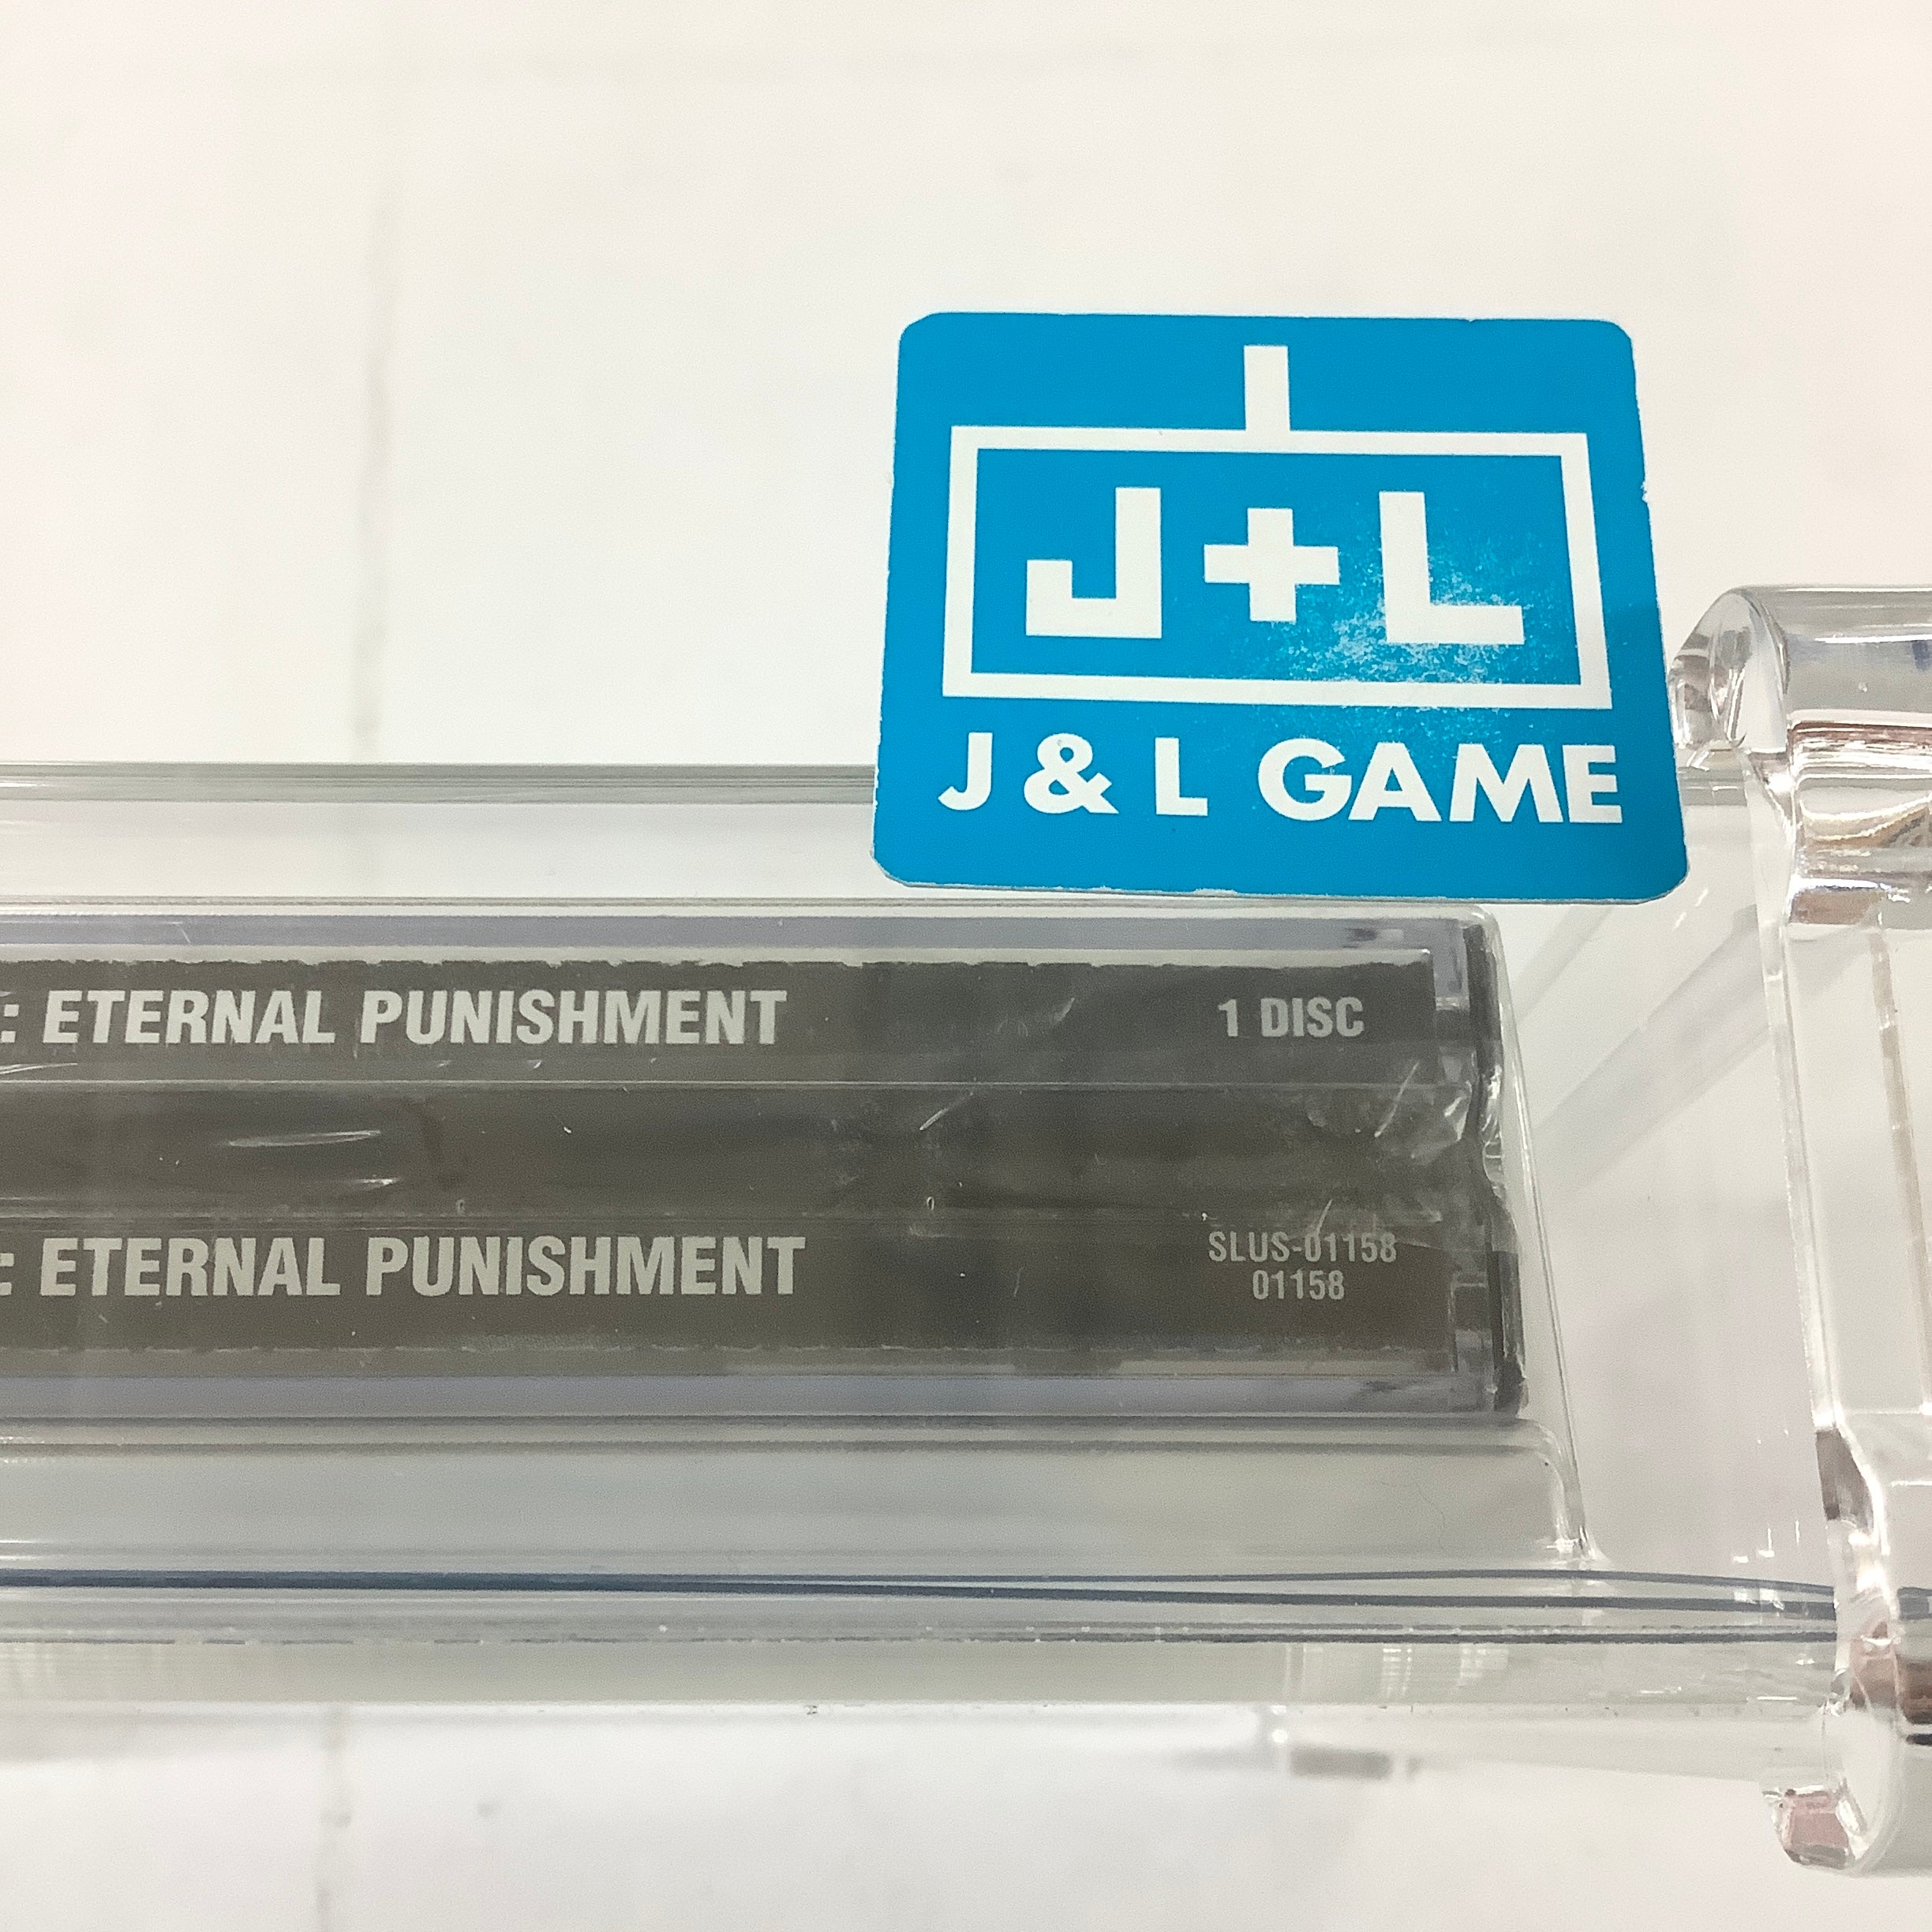 J+L
J & L GAME
: ETERNAL PUNISHMENT 1 DISC
: ETERNAL PUNISHMENT SLUS-01158
01158